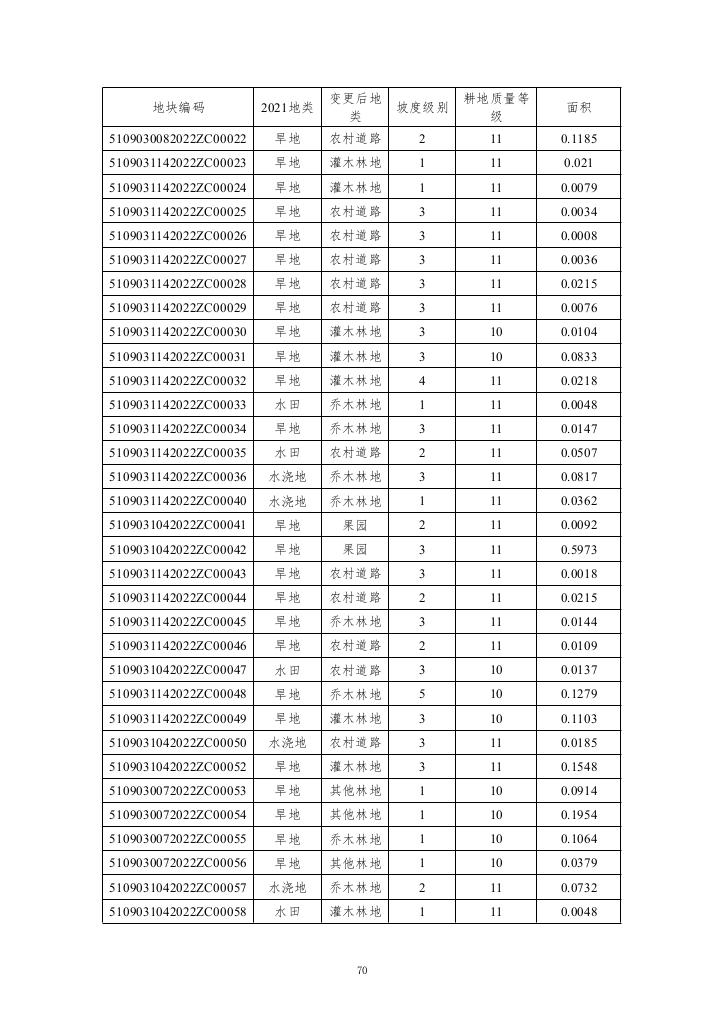 地块编码 2021地类 变更后地类 坡度级别 耕地质量等级 面积
5109030082022ZC00022 旱地 农村道路 2 11 0.1185
5109031142022ZC00023 旱地 灌木林地 1 11 0.021
5109031142022ZC00024 旱地 灌木林地 1 11 0.0079
5109031142022ZC00025 旱地 农村道路 3 11 0.0034
5109031142022ZC00026 旱地 农村道路 3 11 0.0008
5109031142022ZC00027 旱地 农村道路 3 11 0.0036
5109031142022ZC00028 旱地 农村道路 3 11 0.0215
5109031142022ZC00029 旱地 农村道路 3 11 0.0076
5109031142022ZC00030 旱地 灌木林地 3 10 0.0104
5109031142022ZC00031 旱地 灌木林地 3 10 0.0833
5109031142022ZC00032 旱地 灌木林地 4 11 0.0218
5109031142022ZC00033 水田 乔木林地 1 11 0.0048
5109031142022ZC00034 旱地 乔木林地 3 11 0.0147
5109031142022ZC00035 水田 农村道路 2 11 0.0507
5109031142022ZC00036 水浇地 乔木林地 3 11 0.0817
5109031142022ZC00040 水浇地 乔木林地 1 11 0.0362
5109031042022ZC00041 旱地 果园 2 11 0.0092
5109031042022ZC00042 旱地 果园 3 11 0.5973
5109031142022ZC00043 旱地 农村道路 3 11 0.0018
5109031142022ZC00044 旱地 农村道路 2 11 0.0215
5109031142022ZC00045 旱地 乔木林地 3 11 0.0144
5109031142022ZC00046 旱地 农村道路 2 11 0.0109
5109031042022ZC00047 水田 农村道路 3 10 0.0137
5109031142022ZC00048 旱地 乔木林地 5 10 0.1279
5109031142022ZC00049 旱地 灌木林地 3 10 0.1103
5109031042022ZC00050 水浇地 农村道路 3 11 0.0185
5109031042022ZC00052 旱地 灌木林地 3 11 0.1548
5109030072022ZC00053 旱地 其他林地 1 10 0.0914
5109030072022ZC00054 旱地 其他林地 1 10 0.1954
5109030072022ZC00055 旱地 乔木林地 1 10 0.1064
5109030072022ZC00056 旱地 其他林地 1 10 0.0379
5109031042022ZC00057 水浇地 乔木林地 2 11 0.0732
5109031042022ZC00058 水田 灌木林地 1 11 0.0048
70